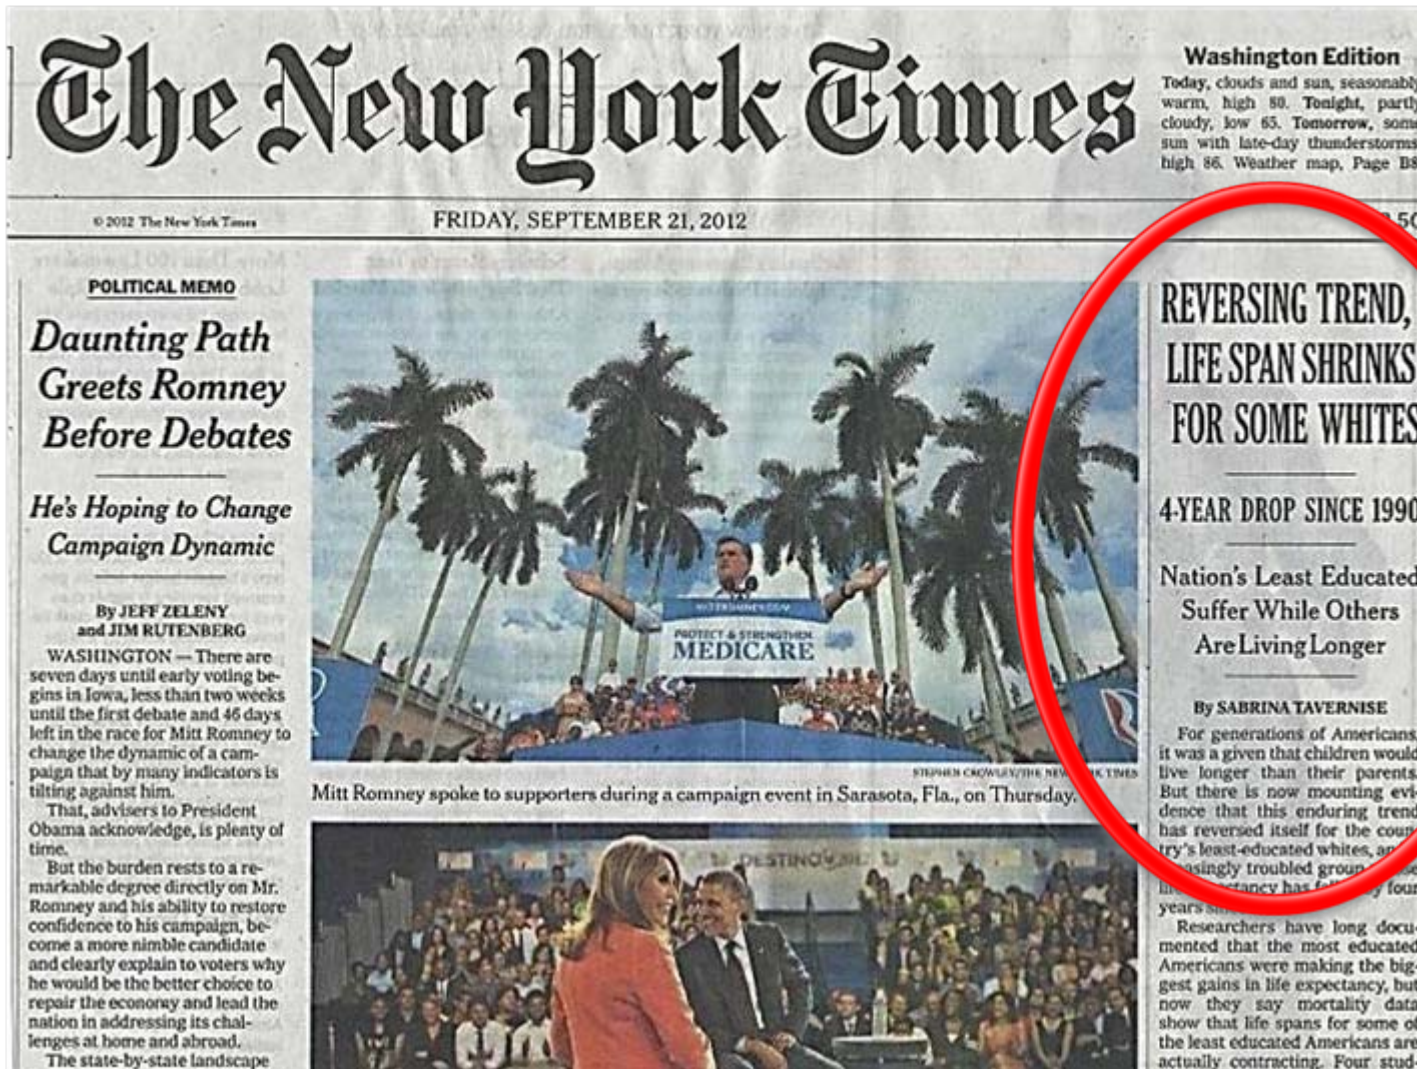 The New York Times
Washington Edition
Today, clouds and sun, seasonably
warm, high 80. Tonight, partly
cloudy, low 65. Tomorrow, some
sun with late-day thunderstorms,
high 86. Weather map, Page B8
© 2012 The New York Times
FRIDAY, SEPTEMBER 21, 2012
POLITICAL MEMO
Daunting Path
Greets Romney
Before Debates
He's Hoping to Change
Campaign Dynamic
By JEFF ZELENY
and JIM RUTENBERG
WASHINGTON — There are
seven days until early voting be-
gins in Iowa, less than two weeks
until the first debate and 46 days
left in the race for Mitt Romney to
change the dynamic of a cam-
paign that by many indicators is
tilting against him.
That, advisers to President
Obama acknowledge, is plenty of
time.
But the burden rests to a re-
markable degree directly on Mr.
Romney and his ability to restore
confidence to his campaign, be-
come a more nimble candidate
and clearly explain to voters why
he would be the better choice to
repair the economy and lead the
nation in addressing its chal-
lenges at home and abroad.
The state-by-state landscape
MITTROMNEY.COM
PROTECT & STRENGTHEN
MEDICARE
STEPHEN CROWLEY/THE NEW YORK TIMES
Mitt Romney spoke to supporters during a campaign event in Sarasota, Fla., on Thursday.
DESTINO
REVERSING TREND,
LIFE SPAN SHRINKS
FOR SOME WHITES
4-YEAR DROP SINCE 1990
Nation's Least Educated
Suffer While Others
Are Living Longer
By SABRINA TAVERNISE
For generations of Americans,
it was a given that children would
live longer than their parents.
But there is now mounting evi-
dence that this enduring trend
has reversed itself for the coun-
try's least-educated whites, an
easingly troubled group
has four
years
Researchers have long docu-
mented that the most educated
Americans were making the big-
gest gains in life expectancy, but
now they say mortality data
show that life spans for some of
the least educated Americans are
actually contracting. Four stud-